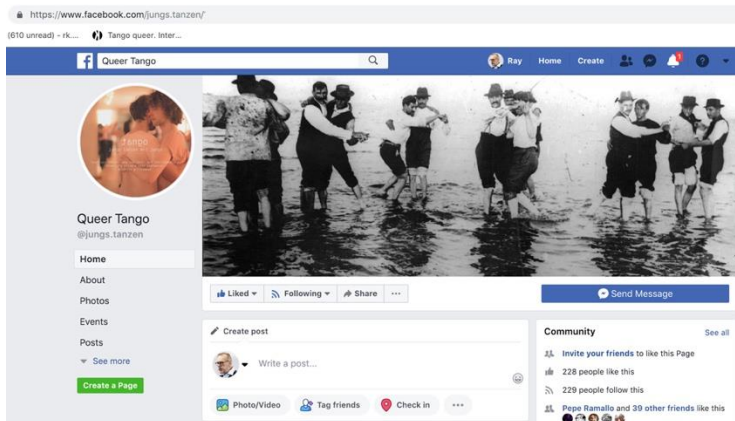 https://www.facebook.com/jungs.tanzen/'
(610 unread) - rk....
Tango queer. Inter...
Queer Tango
Ray
Home
Create
1
tango
Queer Tango
@jungs.tanzen
Home
About
Photos
Events
Posts
See more
Create a Page
Liked
Following
Share
Send Message
Create post
Write a post...
Photo/Video
Tag friends
Check in
Community
See all
Invite your friends to like this Page
228 people like this
229 people follow this
Pepe Ramallo and 39 other friends like this